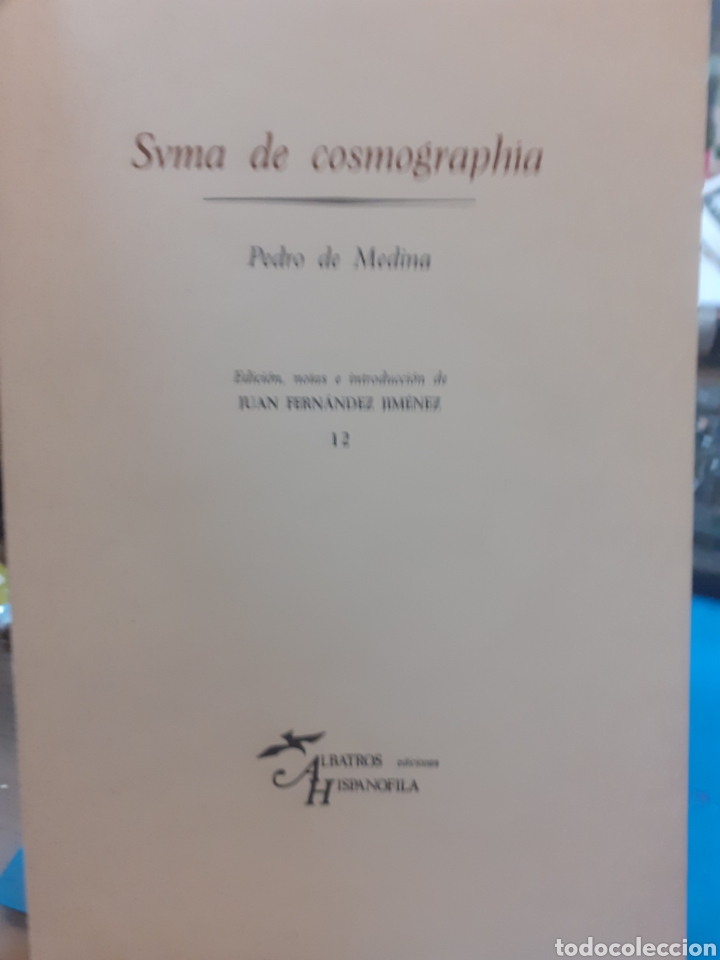 Svma de cosmographia
Pedro de Medina
Edición, notas e introducción de
JUAN FERNÁNDEZ JIMÉNEZ
12
ALBATROS ediciones
HISPANOFILA
todocoleccion